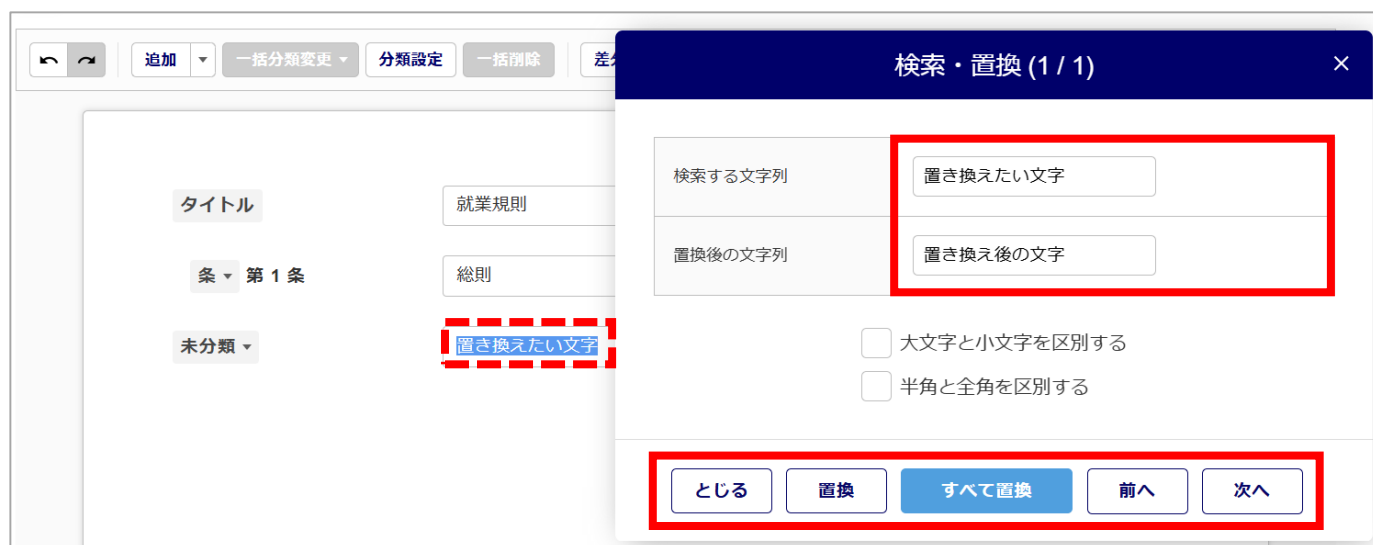 追加 一括分類変更 分類設定 一括削除
検索・置換 (1 / 1)
タイトル 就業規則
条 第 1 条 総則
未分類 置き換えたい文字
検索する文字列 置き換えたい文字
置換後の文字列 置き換え後の文字
大文字と小文字を区別する
半角と全角を区別する
とじる 置換 すべて置換 前へ 次へ